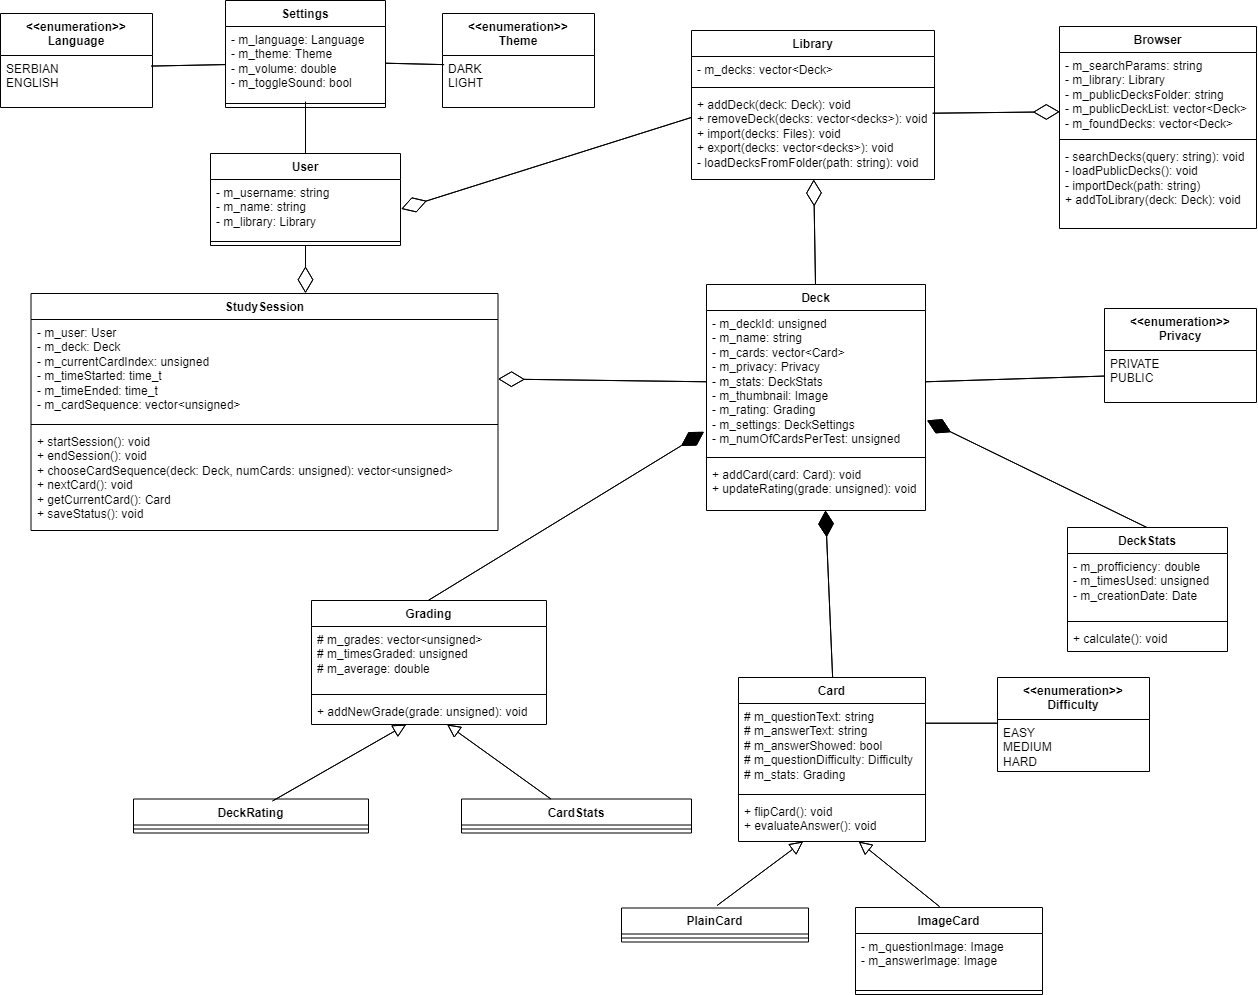 <<enumeration>>
Language
SERBIAN
ENGLISH
Settings
- m_language: Language
- m_theme: Theme
- m_volume: double
- m_toggleSound: bool
<<enumeration>>
Theme
DARK
LIGHT
Library
- m_decks: vector<Deck>
+ addDeck(deck: Deck): void
+ removeDeck(decks: vector<decks>): void
+ import(decks: Files): void
+ export(decks: vector<decks>): void
- loadDecksFromFolder(path: string): void
Browser
- m_searchParams: string
- m_library: Library
- m_publicDecksFolder: string
- m_publicDeckList: vector<Deck>
- m_foundDecks: vector<Deck>
- searchDecks(query: string): void
- loadPublicDecks(): void
- importDeck(path: string)
+ addToLibrary(deck: Deck): void
User
- m_username: string
- m_name: string
- m_library: Library
StudySession
- m_user: User
- m_deck: Deck
- m_currentCardIndex: unsigned
- m_timeStarted: time_t
- m_timeEnded: time_t
- m_cardSequence: vector<unsigned>
+ startSession(): void
+ endSession(): void
+ chooseCardSequence(deck: Deck, numCards: unsigned): vector<unsigned>
+ nextCard(): void
+ getCurrentCard(): Card
+ saveStatus(): void
Deck
- m_deckId: unsigned
- m_name: string
- m_cards: vector<Card>
- m_privacy: Privacy
- m_stats: DeckStats
- m_thumbnail: Image
- m_rating: Grading
- m_settings: DeckSettings
- m_numOfCardsPerTest: unsigned
+ addCard(card: Card): void
+ updateRating(grade: unsigned): void
<<enumeration>>
Privacy
PRIVATE
PUBLIC
DeckStats
- m_profficiency: double
- m_timesUsed: unsigned
- m_creationDate: Date
+ calculate(): void
Grading
# m_grades: vector<unsigned>
# m_timesGraded: unsigned
# m_average: double
+ addNewGrade(grade: unsigned): void
Card
# m_questionText: string
# m_answerText: string
# m_answerShowed: bool
# m_questionDifficulty: Difficulty
# m_stats: Grading
+ flipCard(): void
+ evaluateAnswer(): void
<<enumeration>>
Difficulty
EASY
MEDIUM
HARD
DeckRating
CardStats
PlainCard
ImageCard
- m_questionImage: Image
- m_answerImage: Image